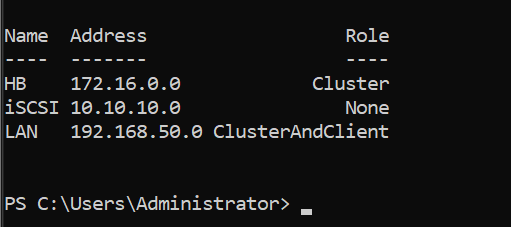 Name  Address                   Role
----  -------                   ----
HB    172.16.0.0             Cluster
iSCSI 10.10.10.0                None
LAN   192.168.50.0 ClusterAndClient
PS C:\Users\Administrator>